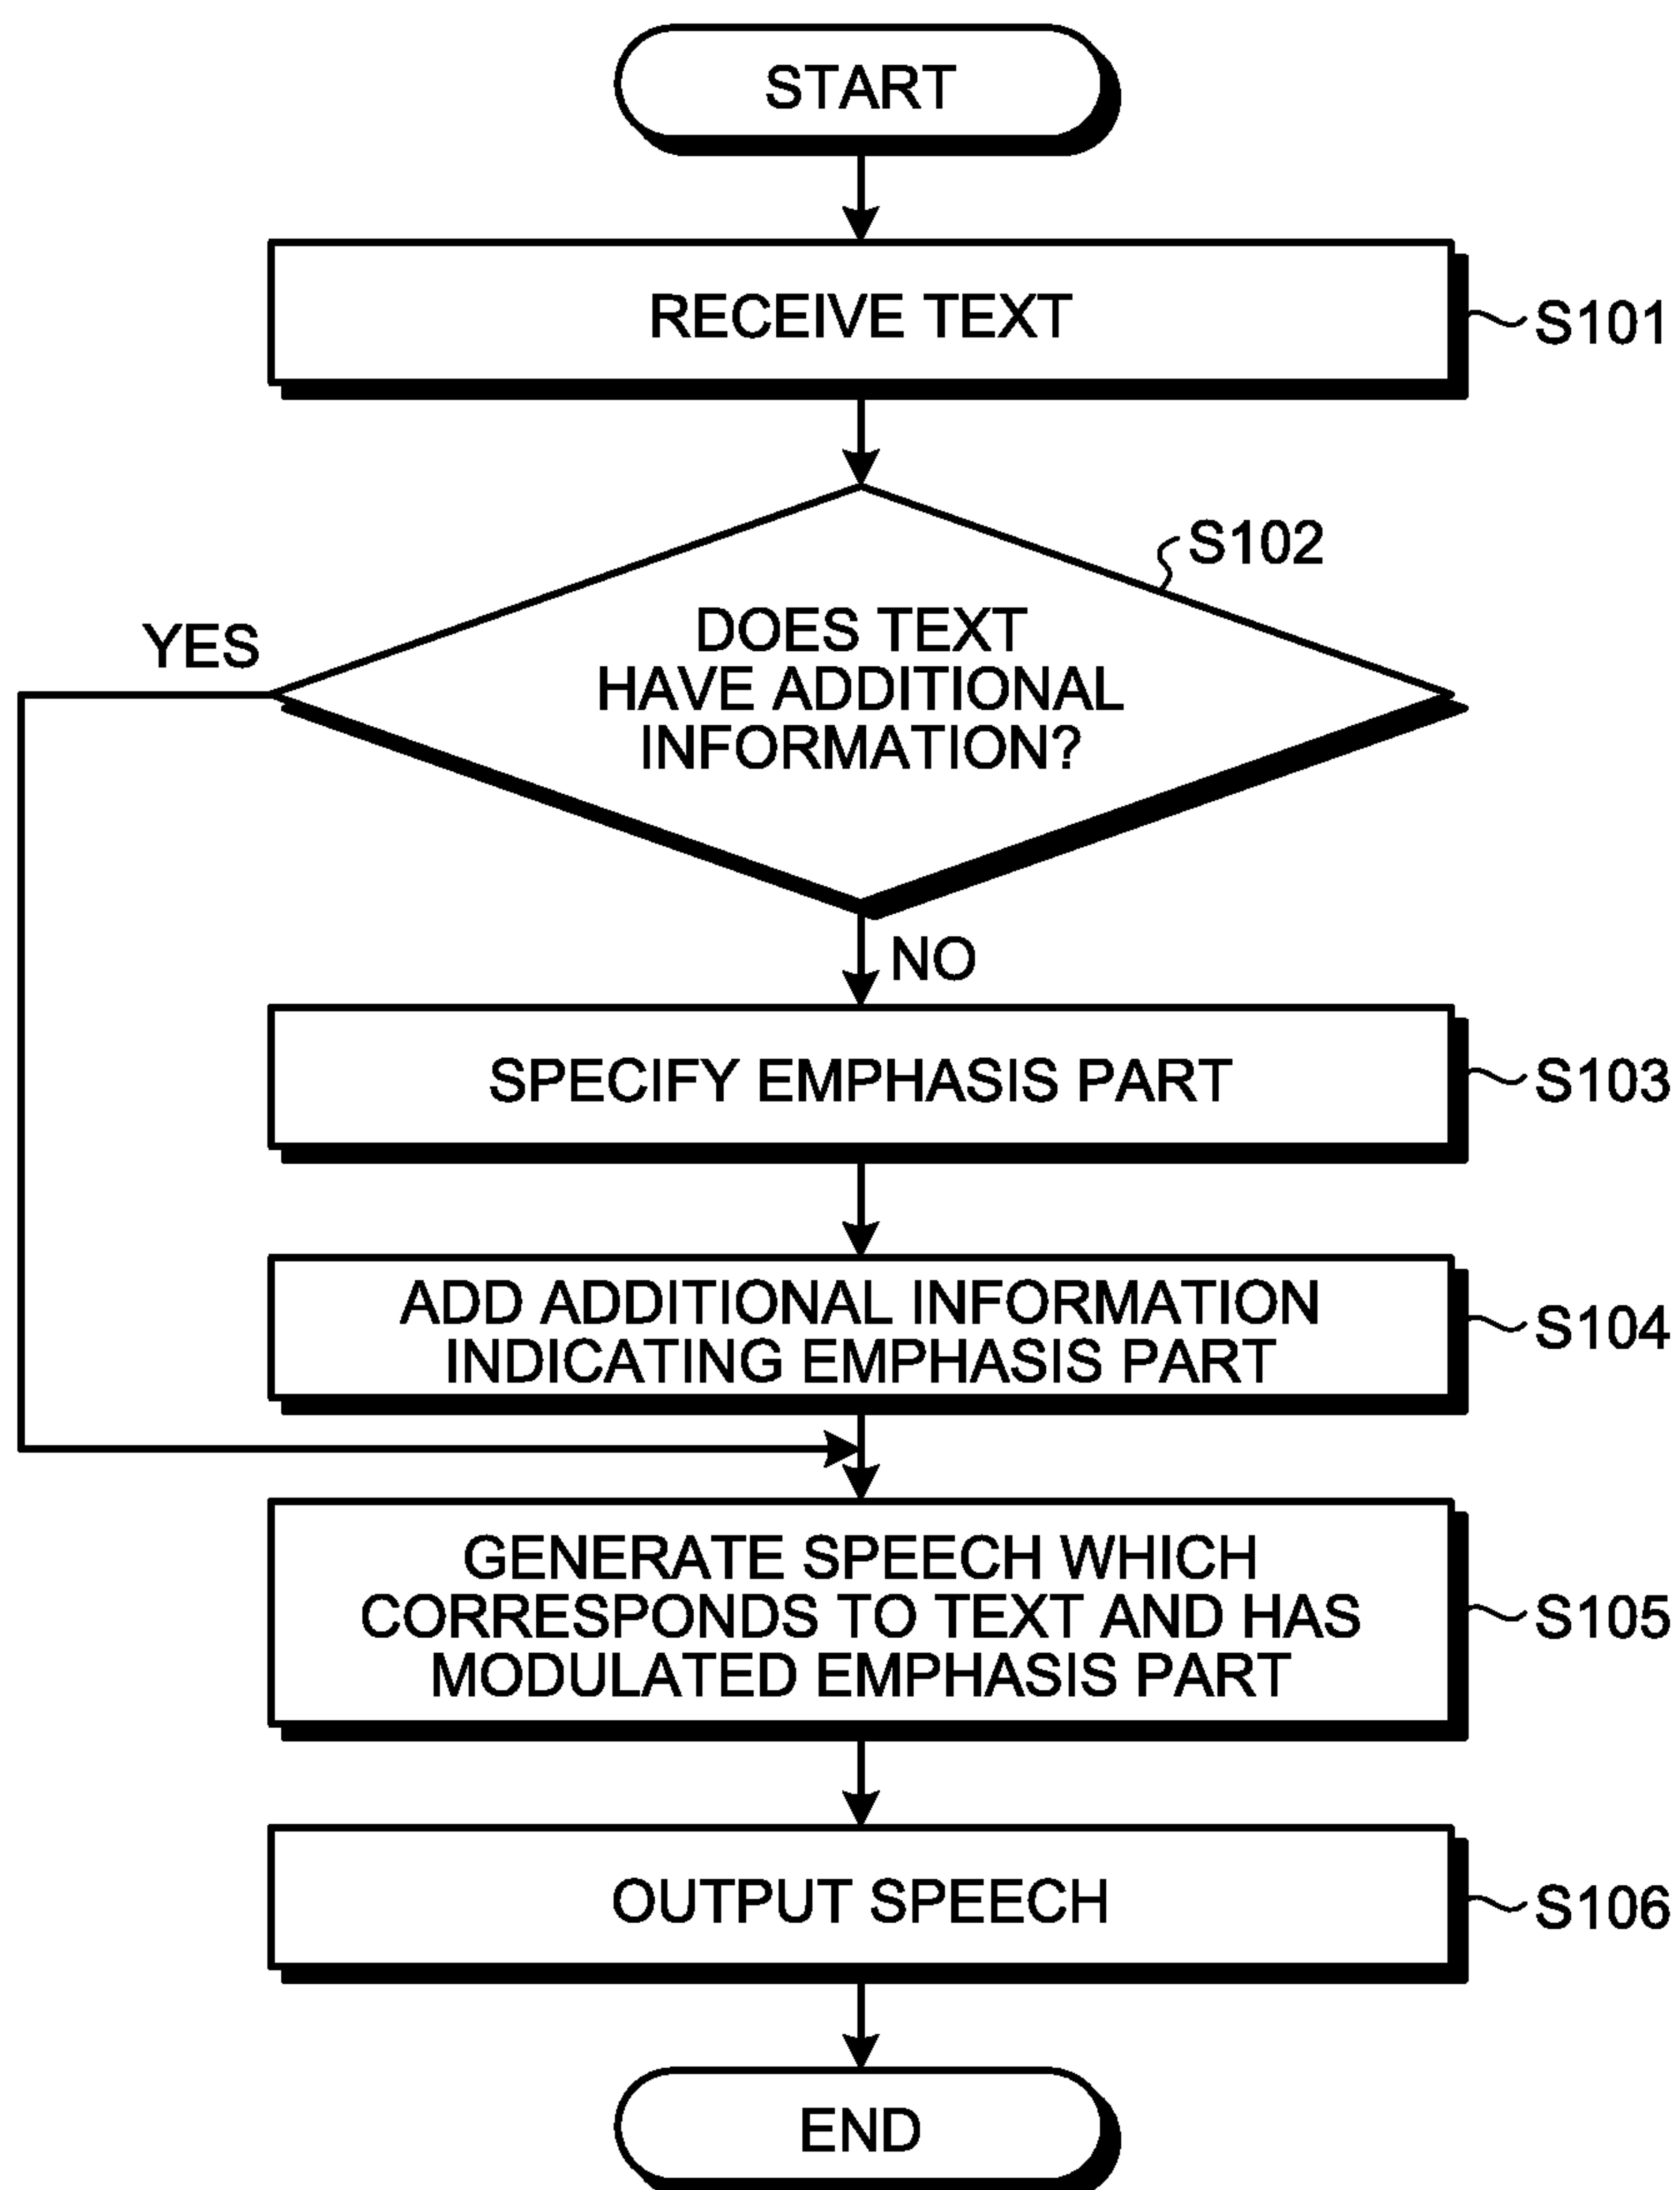 START
RECEIVE TEXT
S101
S102
DOES TEXT
HAVE ADDITIONAL
INFORMATION?
YES
NO
SPECIFY EMPHASIS PART
S103
ADD ADDITIONAL INFORMATION
INDICATING EMPHASIS PART
S104
GENERATE SPEECH WHICH
CORRESPONDS TO TEXT AND HAS
MODULATED EMPHASIS PART
S105
OUTPUT SPEECH
S106
END